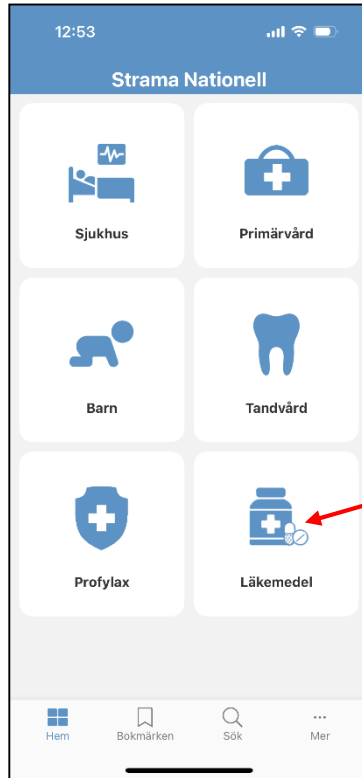 12:53
Strama Nationell
Sjukhus Primärvård
Barn Tandvård
Profylax Läkemedel
Hem Bokmärken Sök Mer